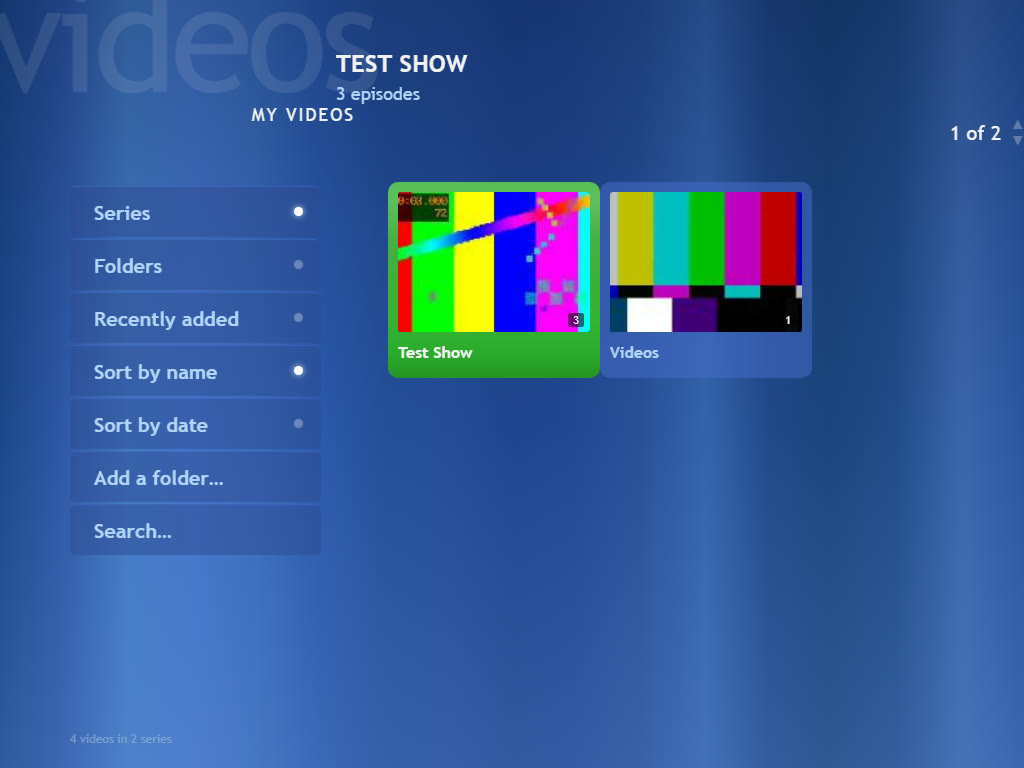 videos
TEST SHOW
3 episodes
MY VIDEOS
1 of 2
Series
Folders
Recently added
Sort by name
Sort by date
Add a folder...
Search...
72
3
Test Show
1
Videos
4 videos in 2 series